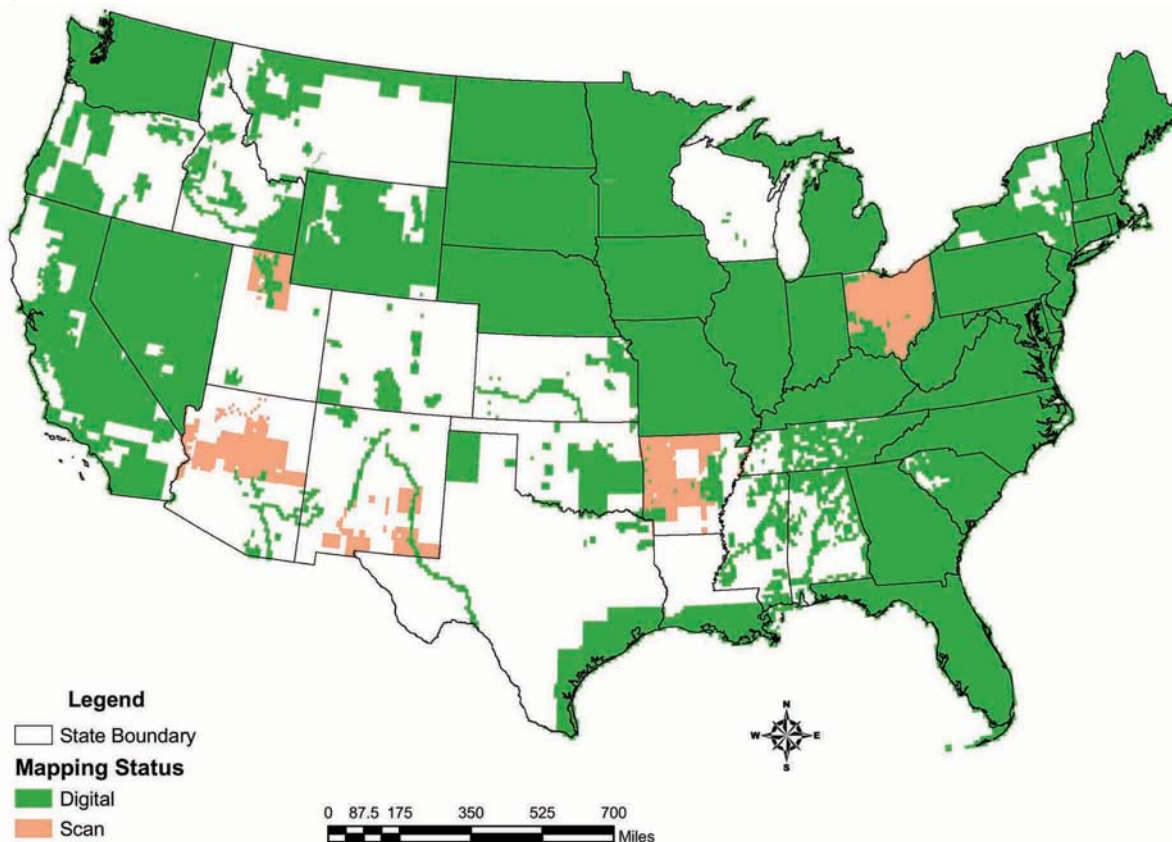 N
W E
S
Legend
State Boundary
Mapping Status
Digital
Scan
0 87.5 175 350 525 700
Miles